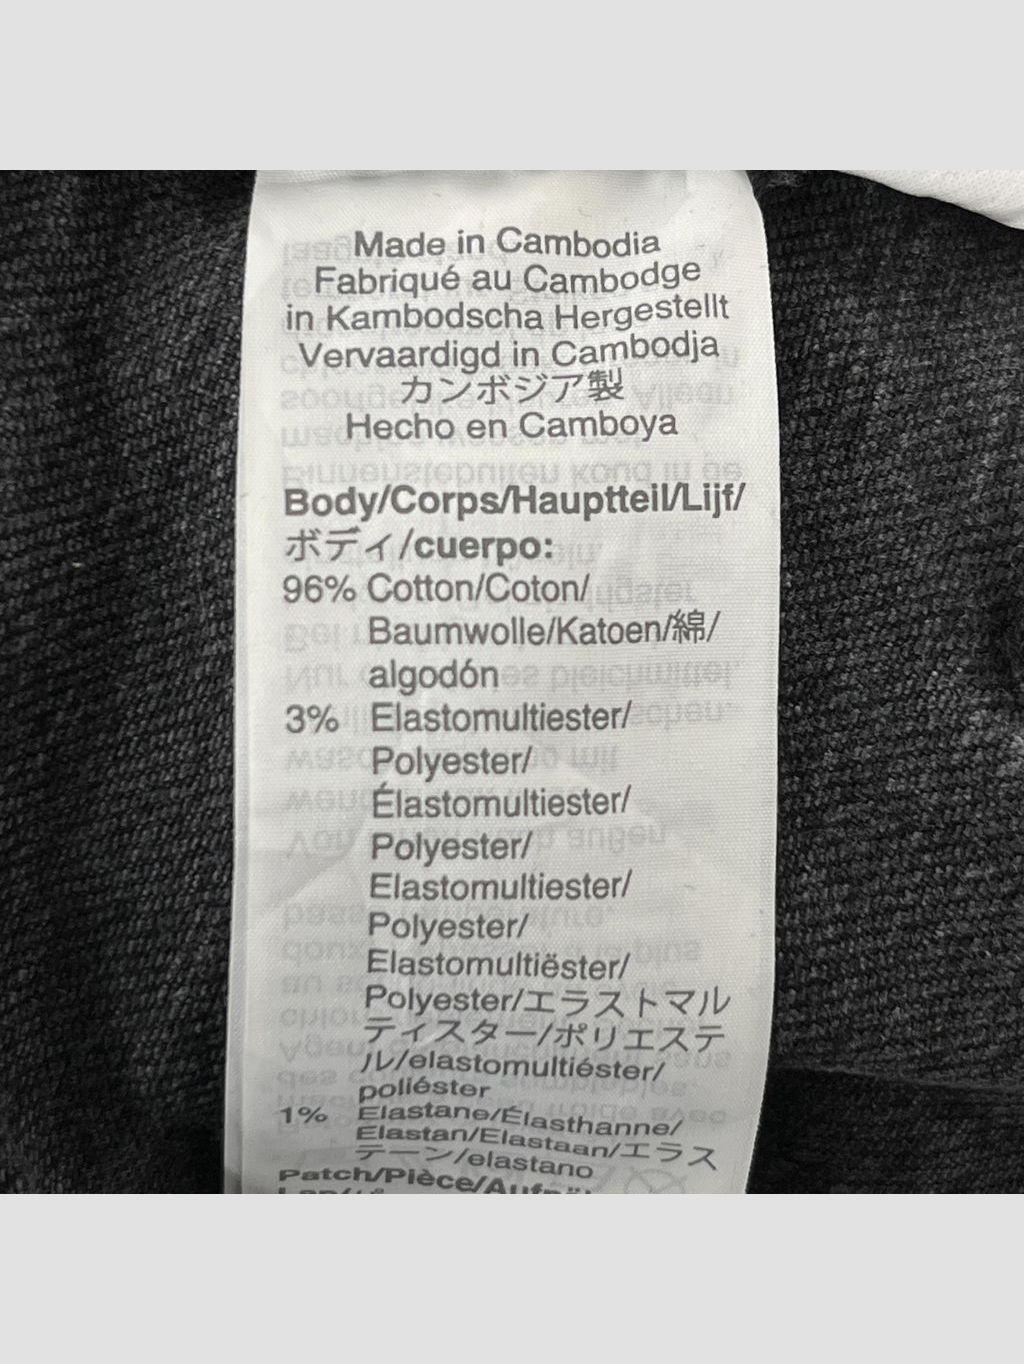 Made in Cambodia
Fabriqué au Cambodge
in Kambodscha Hergestellt
Vervaardigd in Cambodja
カンボジア製
Hecho en Camboya
Body/Corps/Hauptteil/Lijf/
ボディ/cuerpo:
96% Cotton/Coton/
Baumwolle/Katoen/綿/
algodón
3% Elastomultiester/
Polyester/
Élastomultiester/
Polyester/
Elastomultiester/
Polyester/
Elastomultiëster/
Polyester/エラストマル
ティスター/ポリエステ
ル/elastomultiéster/
poliéster
1% Elastane/Élasthanne/
Elastan/Elastaan/エラス
テーン/elastano
Patch/Pièce/